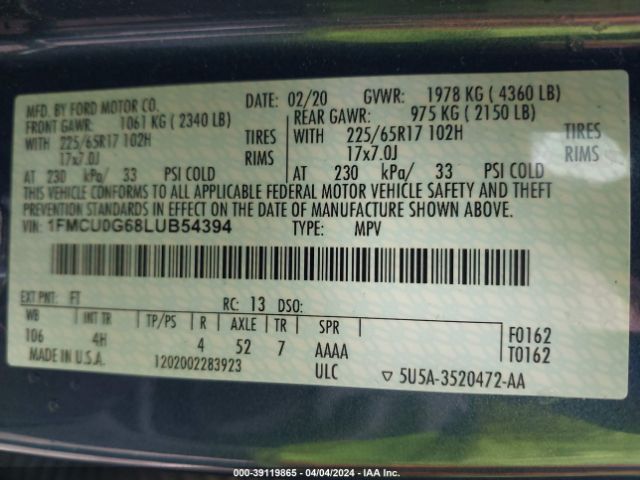 MFD. BY FORD MOTOR CO.
DATE: 02/20 GVWR: 1978 KG ( 4360 LB)
FRONT GAWR: 1061 KG ( 2340 LB)
REAR GAWR: 975 KG ( 2150 LB)
WITH 225/65R17 102H TIRES
WITH 225/65R17 102H TIRES
17x7.0J RIMS
17x7.0J RIMS
AT 230 kPa/ 33 PSI COLD
AT 230 kPa/ 33 PSI COLD
THIS VEHICLE CONFORMS TO ALL APPLICABLE FEDERAL MOTOR VEHICLE SAFETY AND THEFT
PREVENTION STANDARDS IN EFFECT ON THE DATE OF MANUFACTURE SHOWN ABOVE.
VIN: 1FMCU0G68LUB54394 TYPE: MPV
EXT PNT: FT RC: 13 DSO:
WB INT TR TP/PS R AXLE TR SPR
106 4H 4 52 7 AAAA
F0162
T0162
MADE IN U.S.A. 1202002283923 ULC ▽ 5U5A-3520472-AA
000-39119865 - 04/04/2024 - IAA Inc.